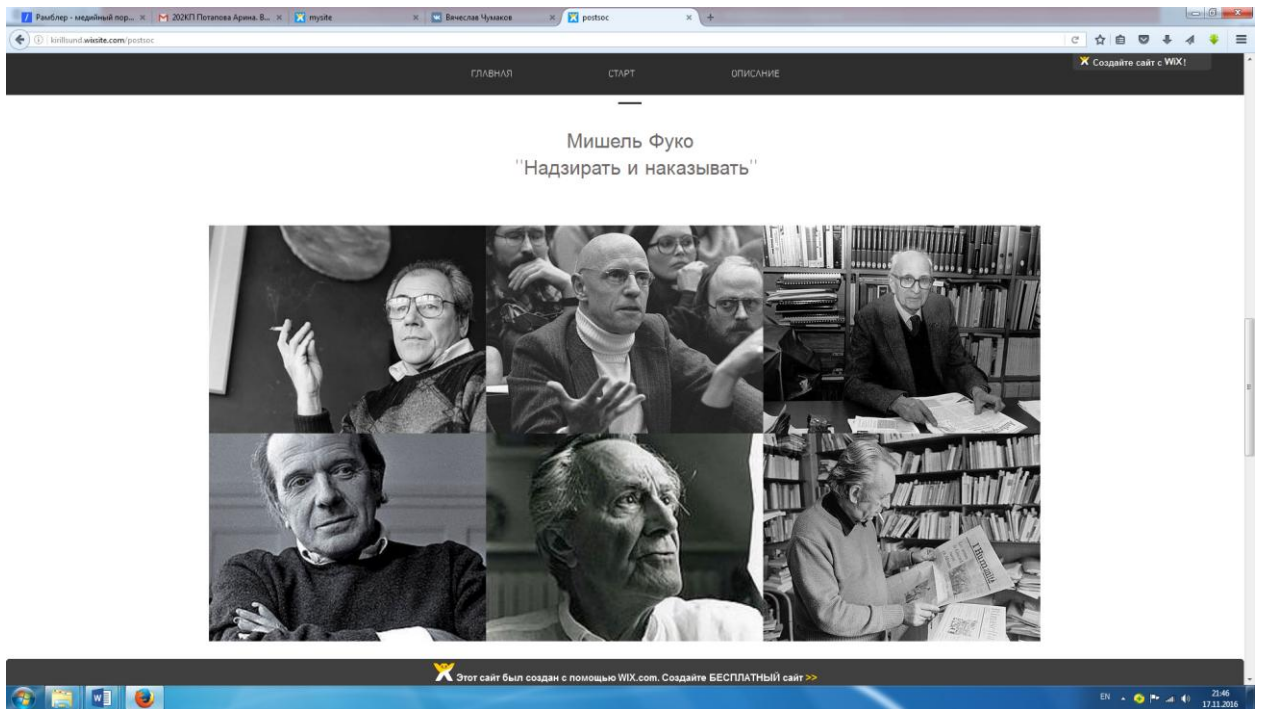 Рамблер - медийный пор...
202КП Потапова Арина. В...
mysite
Вячеслав Чумаков
postsoc
kirillsund.wixsite.com/postsoc
ГЛАВНАЯ
СТАРТ
ОПИСАНИЕ
Создайте сайт с WiX!
Мишель Фуко
"Надзирать и наказывать"
l'Humanité
Этот сайт был создан с помощью WIX.com. Создайте БЕСПЛАТНЫЙ сайт >>
EN
21:46
17.11.2016